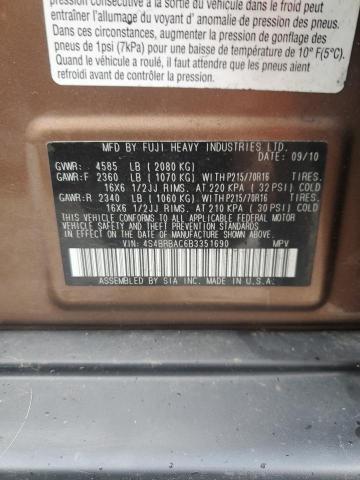 pression consécutive à la sortie du véhicule dans le froid peut
entraîner l'allumage du voyant d' anomalie de pression des pneus.
Dans ces circonstances, augmenter la pression de gonflage
des pneus de 1psi (7kPa) pour une baisse de température de 10° F(5°C).
Quand le véhicule a roulé, il faut attendre au moins une heure
refroidissement avant de contrôler la pression.
MFD BY FUJI HEAVY INDUSTRIES LTD.
DATE: 09/10
GVWR: 4585 LB ( 2080 KG)
GAWR:F 2360 LB ( 1070 KG) WITH P215/70R16
16X6 1/2JJ RIMS. AT 220 KPA ( 32 PSI) COLD
GAWR:R 2340 LB ( 1060 KG) WITH P215/70R16
16X6 1/2JJ RIMS. AT 210 KPA ( 30 PSI) COLD
THIS VEHICLE CONFORMS TO ALL APPLICABLE FEDERAL MOTOR
VEHICLE SAFETY STANDARDS AND THEFT PREVENTION STANDARD
IN EFFECT ON THE DATE OF MANUFACTURE SHOWN ABOVE.
VIN: 4S4BRBAC6B3351690 MPV
ASSEMBLED BY SIA INC. MADE IN U.S.A.